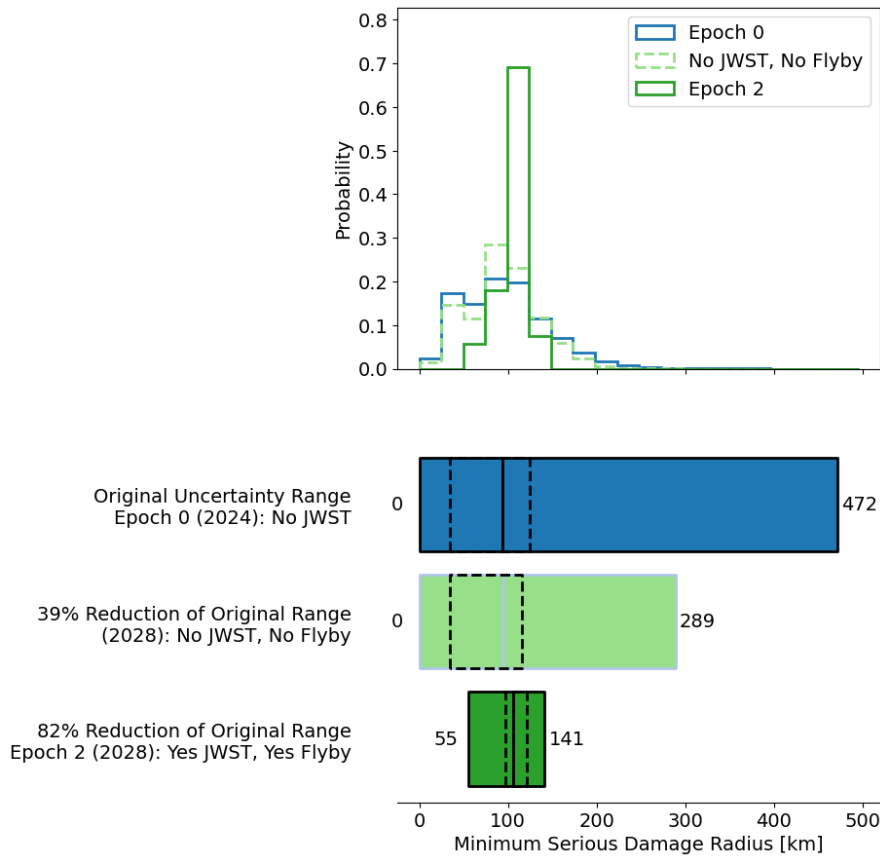 0.8
0.7
0.6
0.5
0.4
0.3
0.2
0.1
0.0
Probability
Epoch 0
No JWST, No Flyby
Epoch 2
Original Uncertainty Range
Epoch 0 (2024): No JWST
0
472
39% Reduction of Original Range
(2028): No JWST, No Flyby
0
289
82% Reduction of Original Range
Epoch 2 (2028): Yes JWST, Yes Flyby
55
141
0 100 200 300 400 500
Minimum Serious Damage Radius [km]